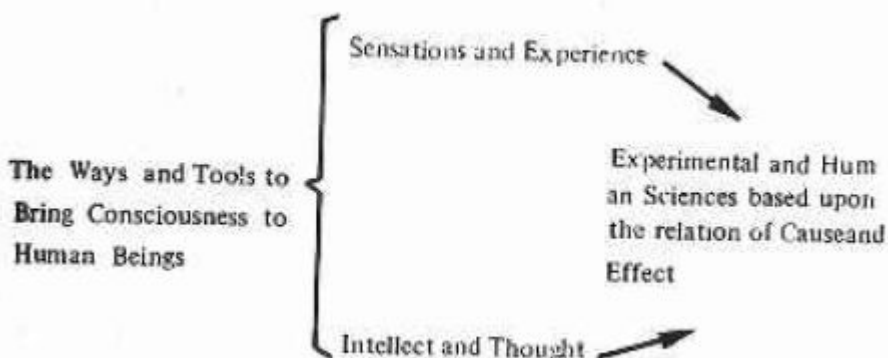 Sensations and Experience
The Ways and Tools to
Bring Consciousness to
Human Beings
Experimental and Hum
an Sciences based upon
the relation of Causeand
Effect
Intellect and Thought